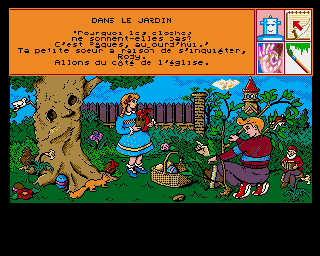 DANS LE JARDIN
"Pourquoi les cloches
ne sonnent-elles pas?
C'est Pâques, aujourd'hui."
Ta petite soeur a raison de s'inquiéter,
Rody.
Allons du côté de l'église.